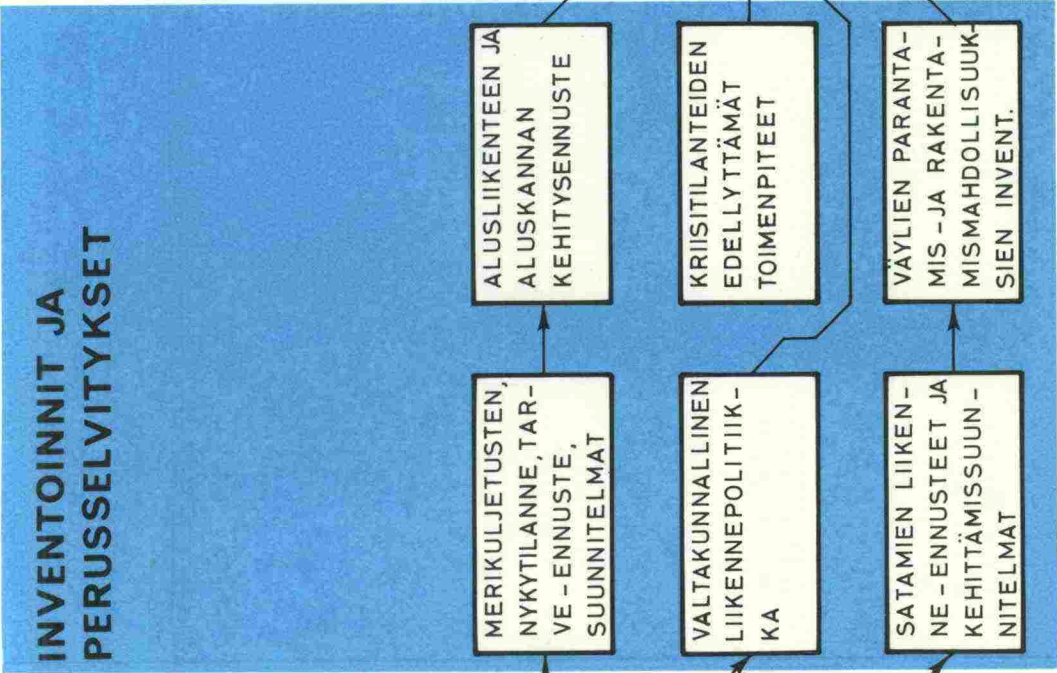 INVENTOINNIT JA
PERUSSELVITYKSET
MERIKULJETUSTEN,
NYKYTILANNE, TAR-
VE-ENNUSTE,
SUUNNITELMAT
ALUSLIIKENTEEN JA
ALUSKANNAN
KEHITYSENNUSTE
VALTAKUNNALLINEN
LIIKENNEPOLITIIK-
KA
KRIISITILANTEIDEN
EDELLYTTÄMÄT
TOIMENPITEET
SATAMIEN LIIKEN-
NE-ENNUSTEET JA
KEHITTÄMISSUUN-
NITELMAT
VÄYLIEN PARANTA-
MIS-JA RAKENTA-
MISMAHDOLLISUUK-
SIEN INVENT.